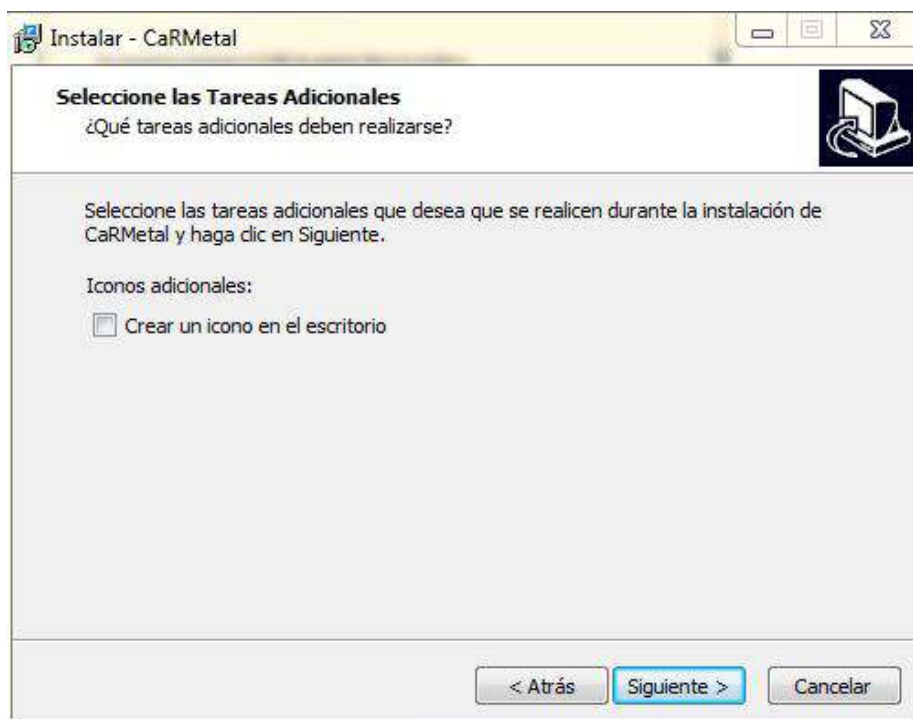 Instalar - CaRMetal
Seleccione las Tareas Adicionales
¿Qué tareas adicionales deben realizarse?
Seleccione las tareas adicionales que desea que se realicen durante la instalación de
CaRMetal y haga clic en Siguiente.
Iconos adicionales:
Crear un icono en el escritorio
< Atrás Siguiente > Cancelar